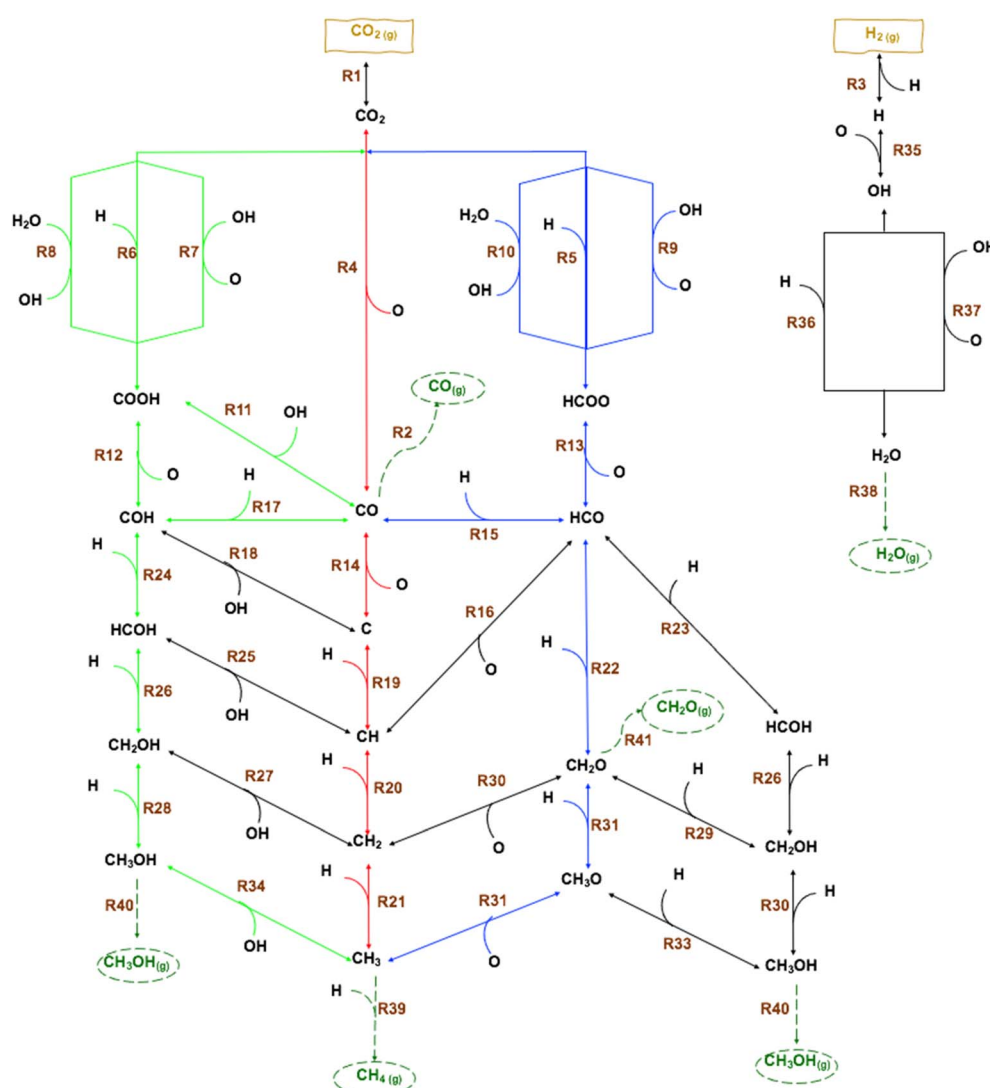 CO2 (g)
H2 (g)
R1
R3
H
CO2
H
O
R35
OH
H2O
H
OH
H2O
H
OH
R8
R6
R7
R4
R10
R5
R9
OH
O
O
OH
O
H
OH
R36
R37
O
CO(g)
COOH
R11
OH
R2
HCOO
R12
O
R13
O
H2O
H
R17
H
R15
R38
COH
CO
HCO
H2O(g)
H
R24
R18
OH
R14
O
H
R16
R23
HCOH
C
H
R26
R25
OH
H
R19
O
H
R22
CH2O(g)
HCOH
CH2OH
CH
R41
H
R28
R27
OH
H
R20
R30
O
CH2O
H
R31
H
R29
R26
H
CH3OH
CH2
CH2OH
R40
R34
OH
H
R21
R31
O
CH3O
H
R33
R30
H
CH3OH(g)
CH3
CH3OH
H
R39
R40
CH4 (g)
CH3OH(g)